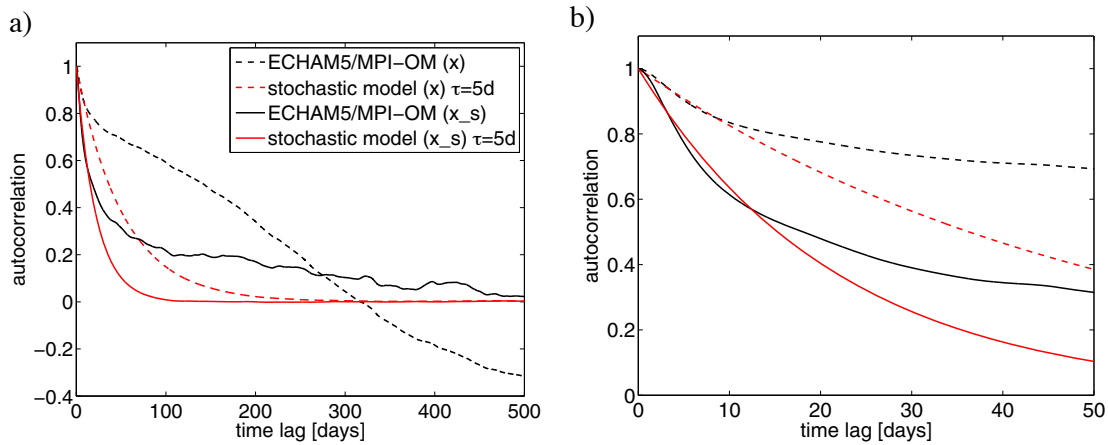 a)
ECHAM5/MPI−OM (x)
stochastic model (x) τ=5d
ECHAM5/MPI−OM (x_s)
stochastic model (x_s) τ=5d
1
0.8
0.6
0.4
0.2
0
−0.2
−0.4
autocorrelation
0 100 200 300 400 500
time lag [days]
b)
1
0.8
0.6
0.4
0.2
0
autocorrelation
0 10 20 30 40 50
time lag [days]